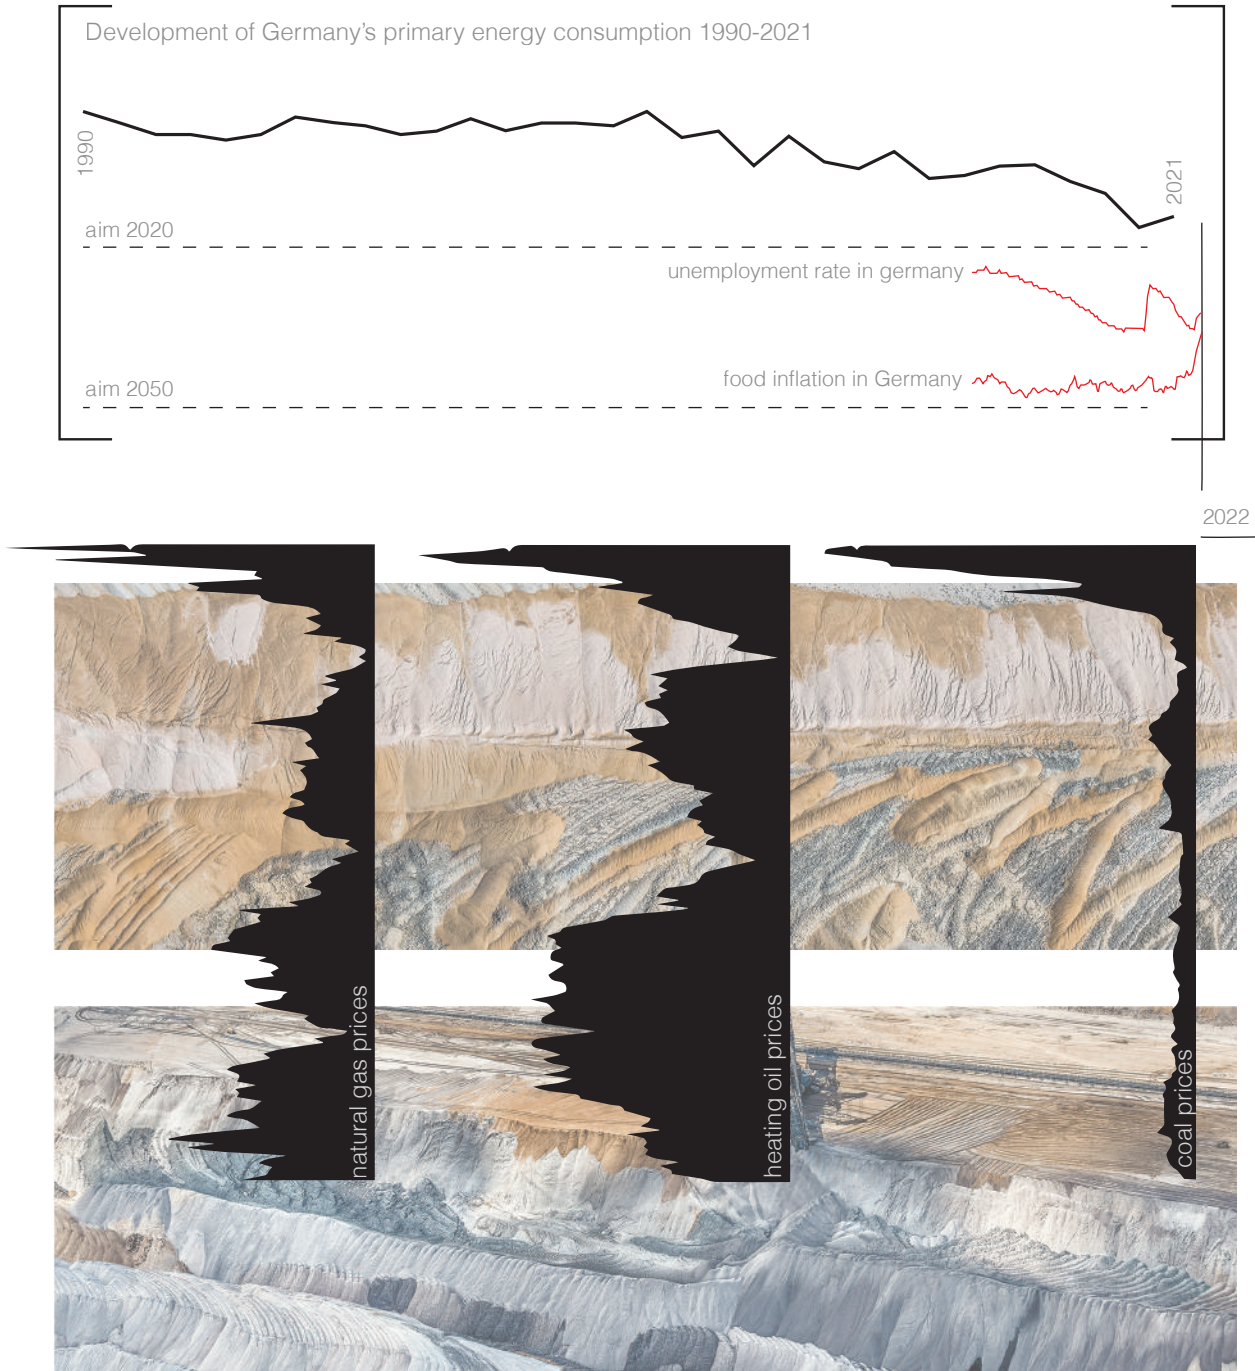 Development of Germany's primary energy consumption 1990-2021
1990
2021
aim 2020
unemployment rate in germany
food inflation in Germany
aim 2050
2022
natural gas prices
heating oil prices
coal prices